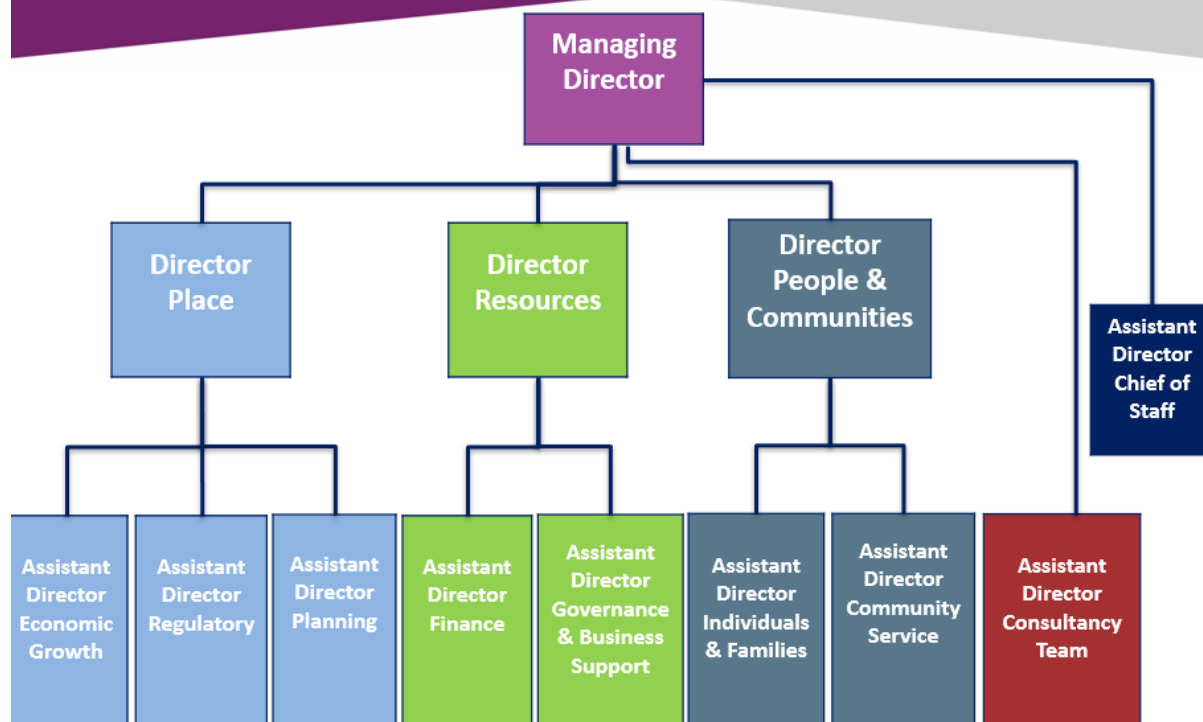 Managing
Director
Director
Place
Director
Resources
Director
People &
Communities
Assistant
Director
Chief of
Staff
Assistant
Director
Economic
Growth
Assistant
Director
Regulatory
Assistant
Director
Planning
Assistant
Director
Finance
Assistant
Director
Governance
& Business
Support
Assistant
Director
Individuals
& Families
Assistant
Director
Community
Service
Assistant
Director
Consultancy
Team